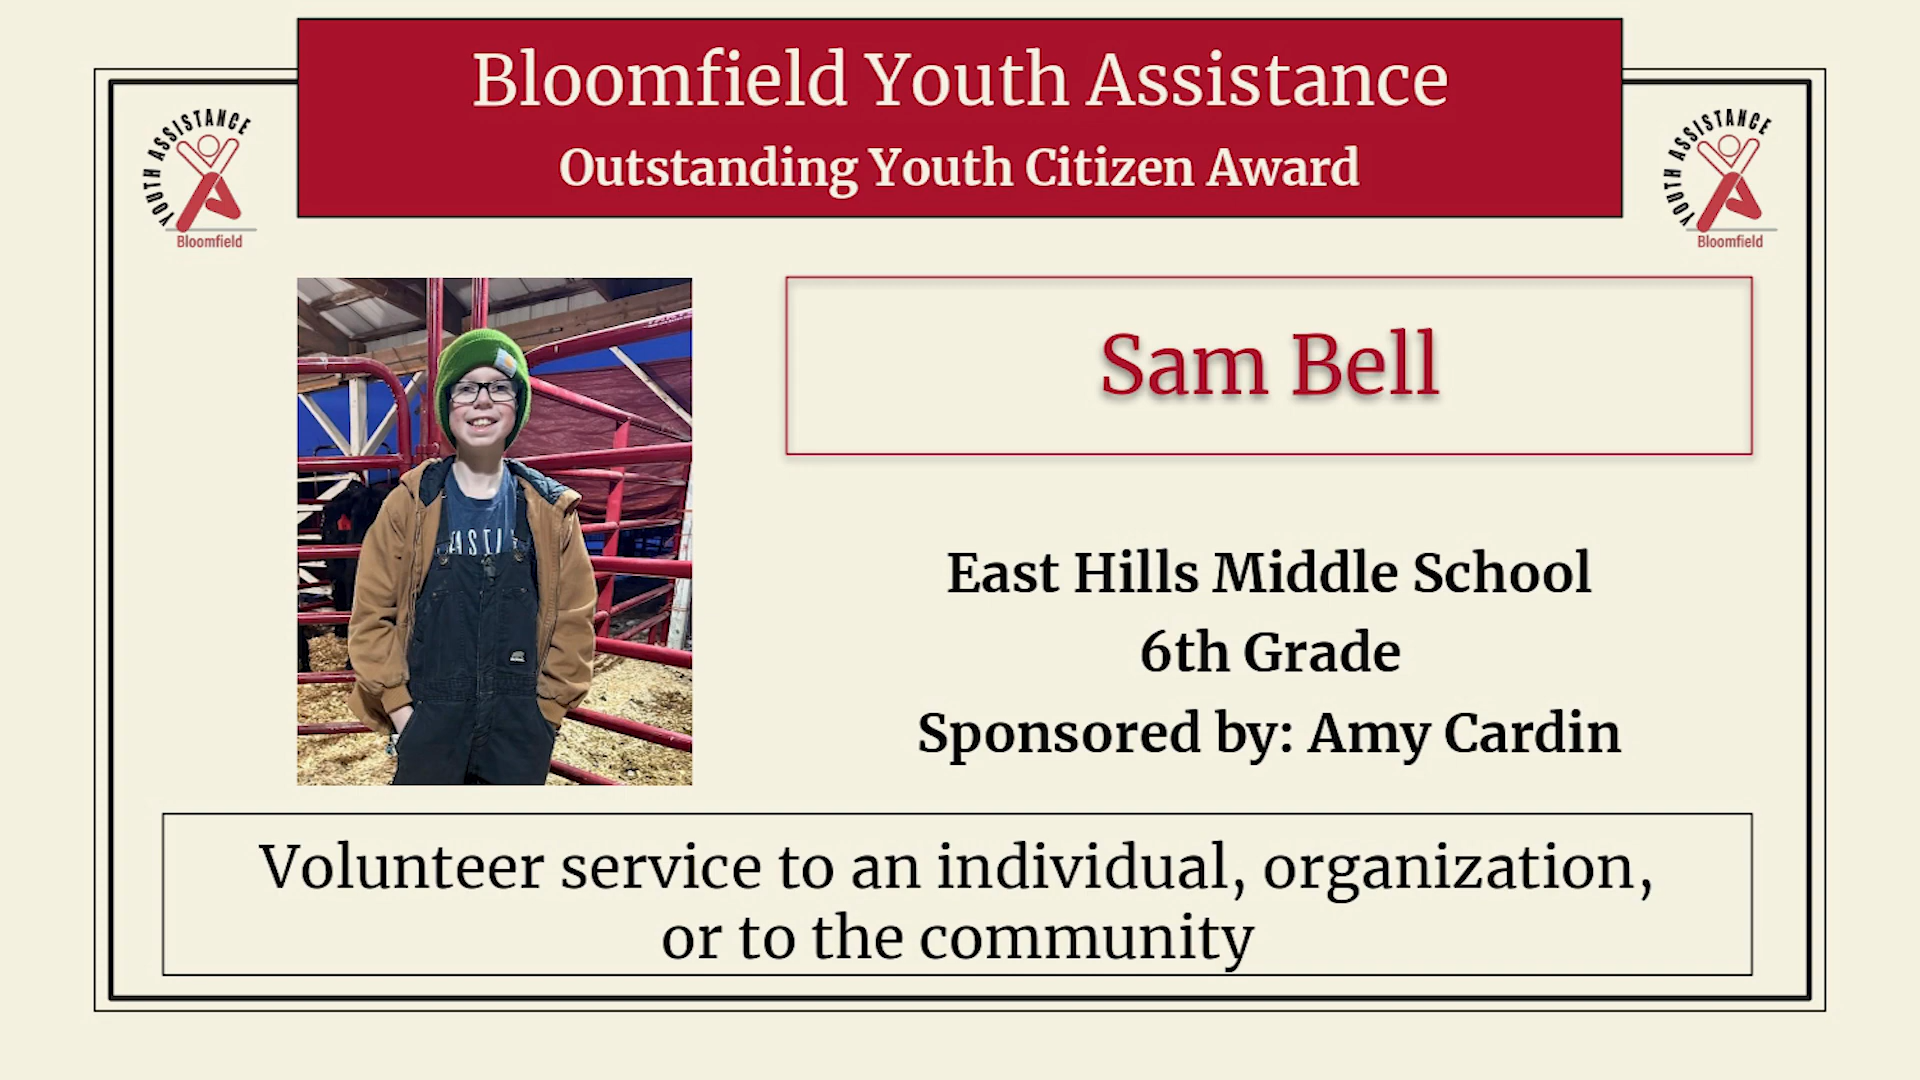 Bloomfield Youth Assistance
Outstanding Youth Citizen Award
YOUTH ASSISTANCE
Bloomfield
YOUTH ASSISTANCE
Bloomfield
Sam Bell
East Hills Middle School
6th Grade
Sponsored by: Amy Cardin
Volunteer service to an individual, organization,
or to the community